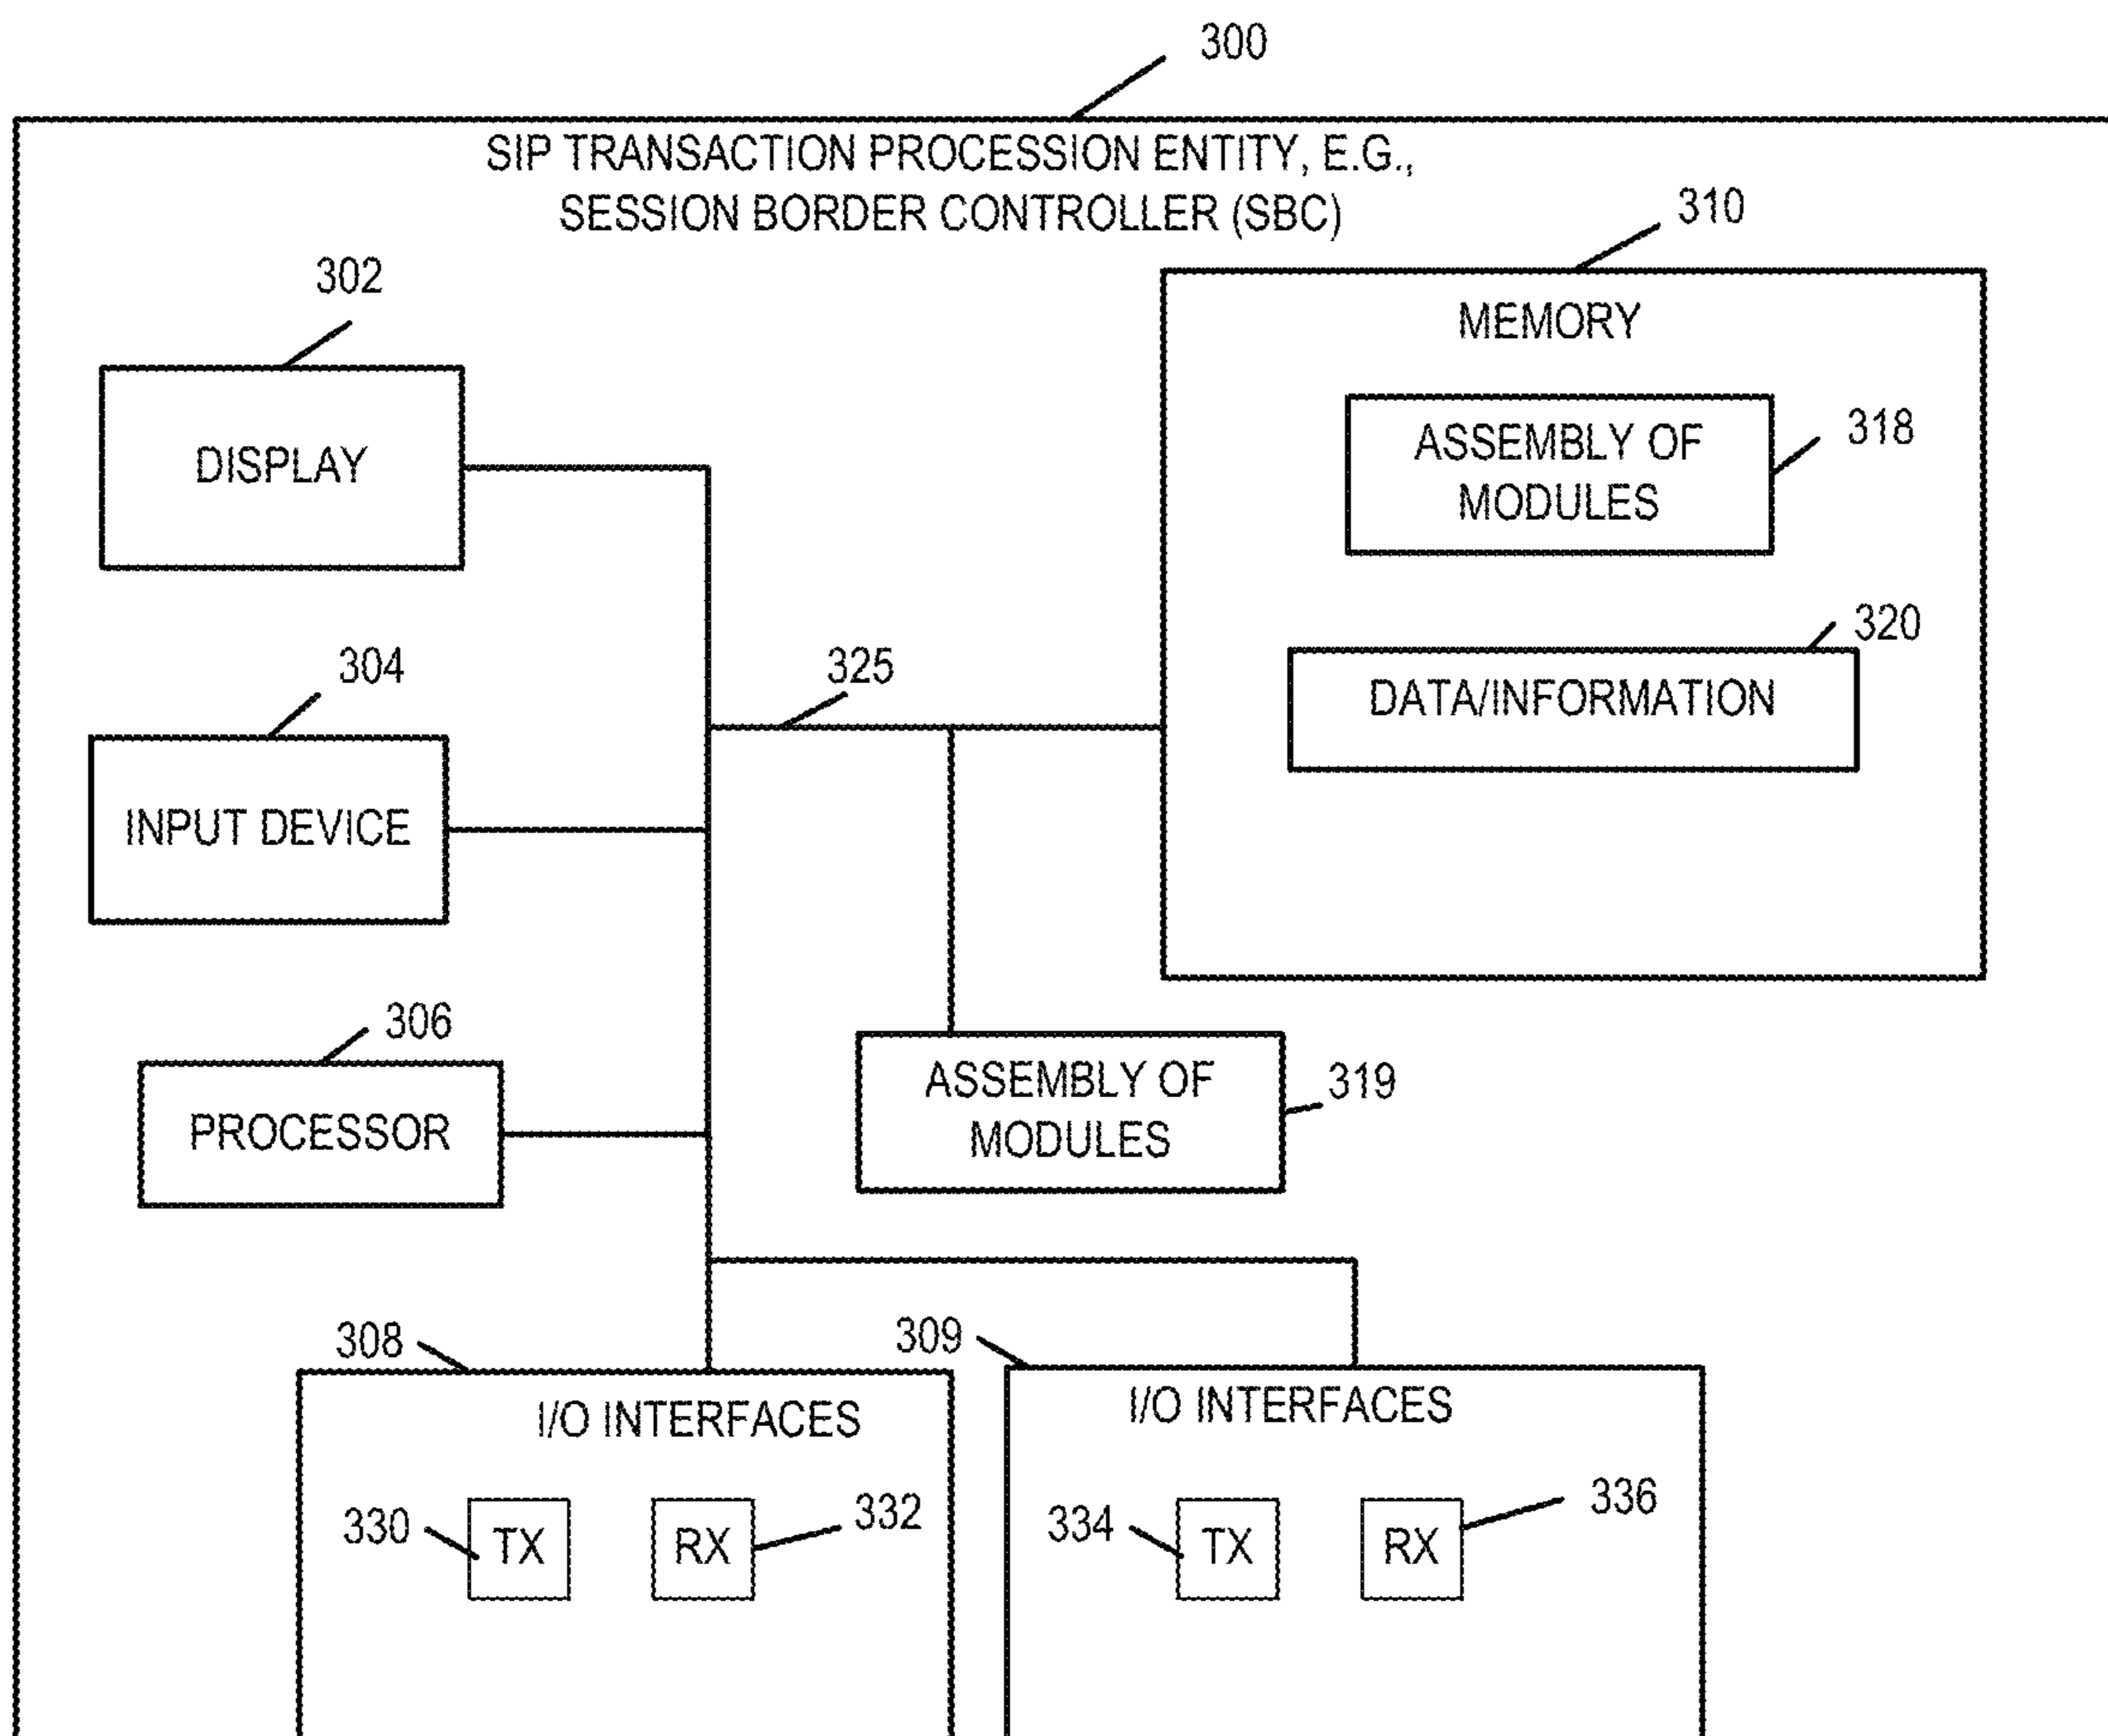 300
SIP TRANSACTION PROCESSION ENTITY, E.G.,
SESSION BORDER CONTROLLER (SBC)
310
302
MEMORY
DISPLAY
ASSEMBLY OF
MODULES
318
320
DATA/INFORMATION
304
325
INPUT DEVICE
306
PROCESSOR
ASSEMBLY OF
MODULES
319
308
I/O INTERFACES
330
TX
RX
332
309
I/O INTERFACES
334
TX
RX
336